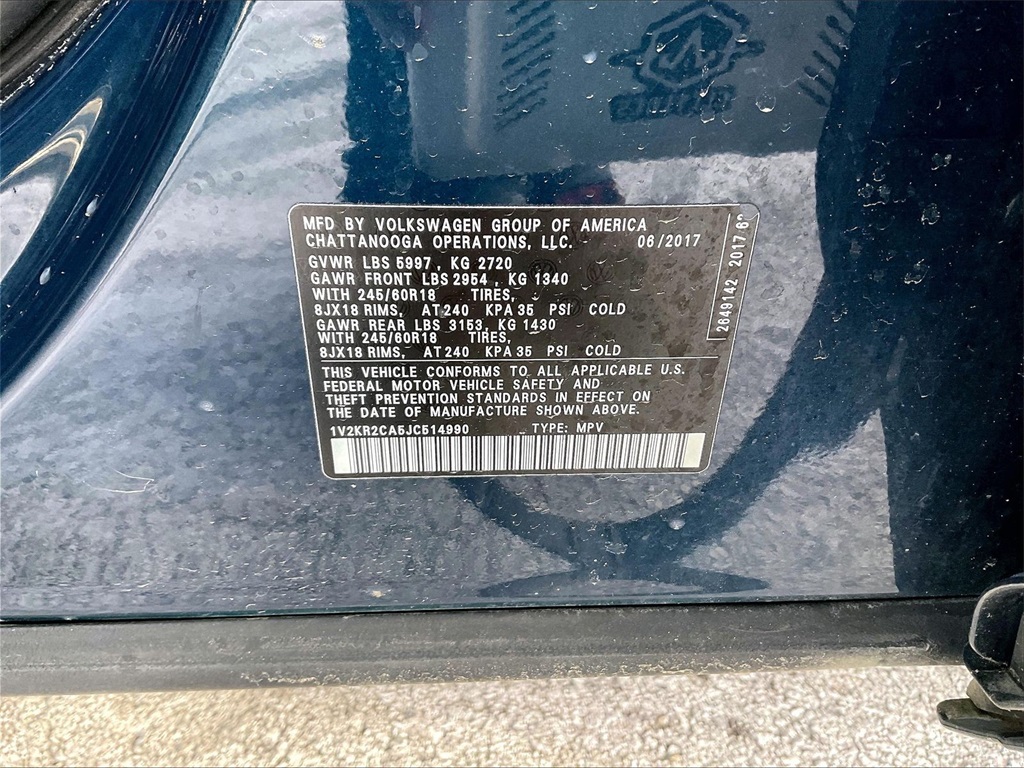 MFD BY VOLKSWAGEN GROUP OF AMERICA
CHATTANOOGA OPERATIONS, LLC. 06/2017
GVWR LBS 5997, KG 2720
GAWR FRONT LBS 2954, KG 1340
WITH 245/60R18 TIRES,
8JX18 RIMS, AT 240 KPA 35 PSI COLD
GAWR REAR LBS 3153, KG 1430
WITH 245/60R18 TIRES,
8JX18 RIMS, AT 240 KPA 35 PSI COLD
THIS VEHICLE CONFORMS TO ALL APPLICABLE U.S.
FEDERAL MOTOR VEHICLE SAFETY AND
THEFT PREVENTION STANDARDS IN EFFECT ON
THE DATE OF MANUFACTURE SHOWN ABOVE.
1V2KR2CA5JC514990 TYPE: MPV
2649142 2017